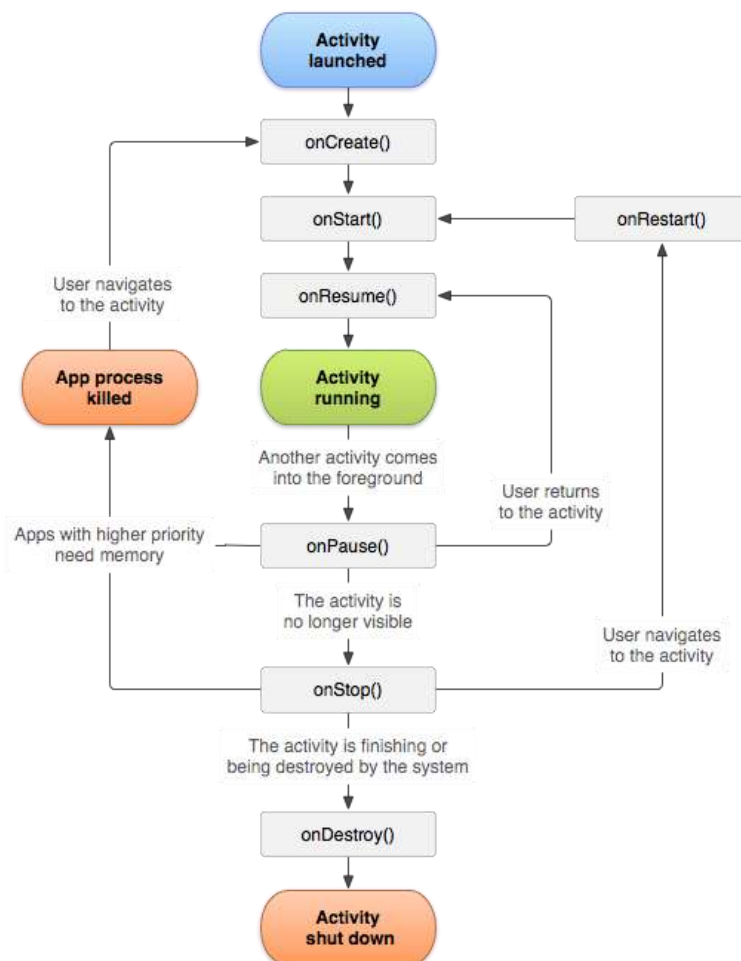 Activity
launched
onCreate()
onStart()
onRestart()
User navigates
to the activity
onResume()
App process
killed
Activity
running
Another activity comes
into the foreground
User returns
to the activity
Apps with higher priority
need memory
onPause()
The activity is
no longer visible
User navigates
to the activity
onStop()
The activity is finishing or
being destroyed by the system
onDestroy()
Activity
shut down